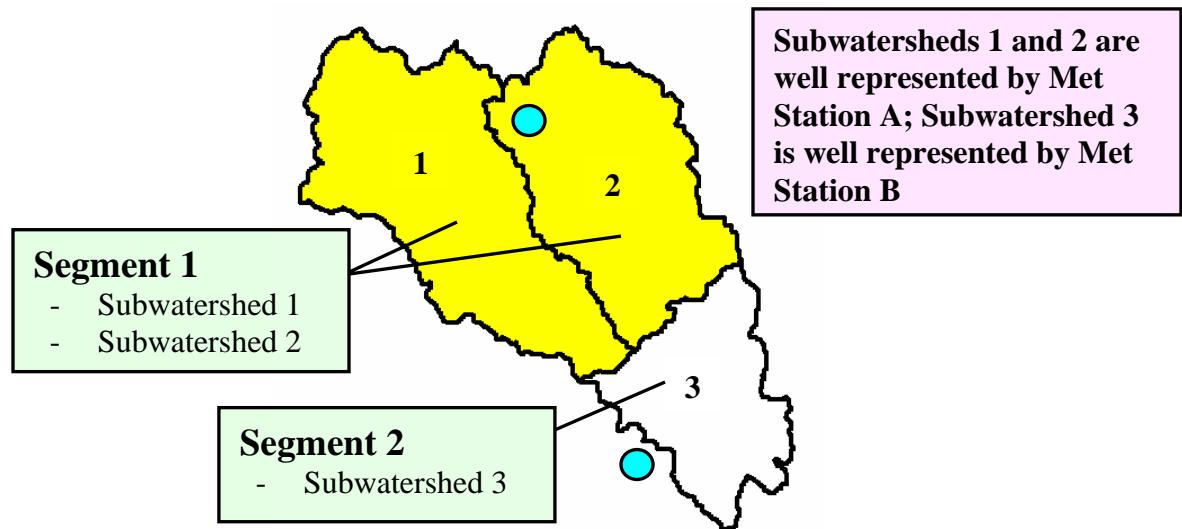 Subwatersheds 1 and 2 are
well represented by Met
Station A; Subwatershed 3
is well represented by Met
Station B
1
2
Segment 1
- Subwatershed 1
- Subwatershed 2
3
Segment 2
- Subwatershed 3